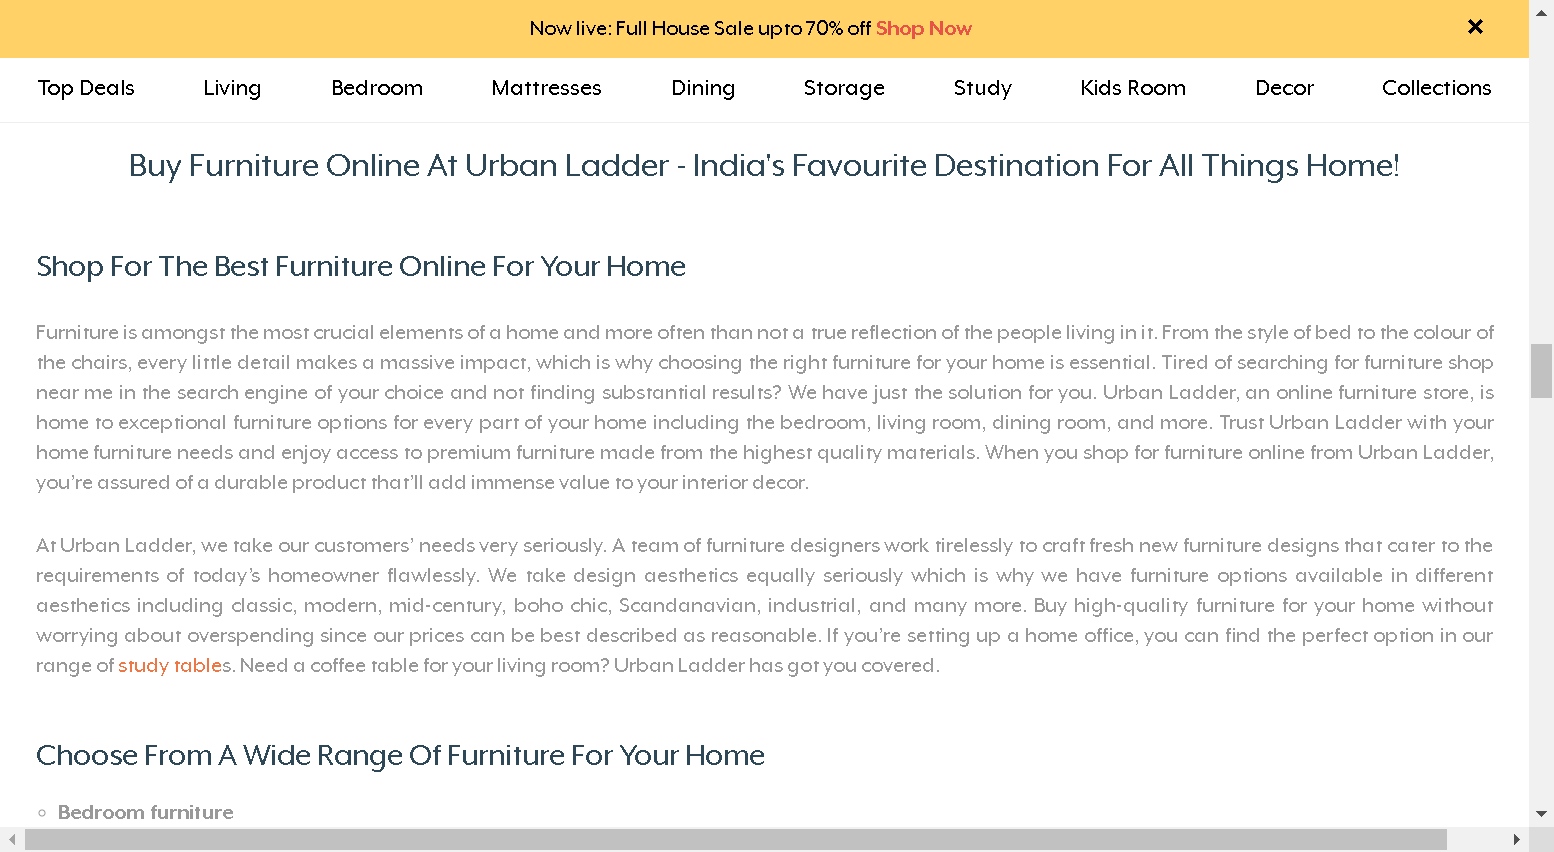 Now live: Full House Sale upto 70% off Shop Now ×
Top Deals Living Bedroom Mattresses Dining Storage Study Kids Room Decor Collections
Buy Furniture Online At Urban Ladder - India's Favourite Destination For All Things Home!
Shop For The Best Furniture Online For Your Home
Furniture is amongst the most crucial elements of a home and more often than not a true reflection of the people living in it. From the style of bed to the colour of
the chairs, every little detail makes a massive impact, which is why choosing the right furniture for your home is essential. Tired of searching for furniture shop
near me in the search engine of your choice and not finding substantial results? We have just the solution for you. Urban Ladder, an online furniture store, is
home to exceptional furniture options for every part of your home including the bedroom, living room, dining room, and more. Trust Urban Ladder with your
home furniture needs and enjoy access to premium furniture made from the highest quality materials. When you shop for furniture online from Urban Ladder,
you’re assured of a durable product that’ll add immense value to your interior decor.
At Urban Ladder, we take our customers’ needs very seriously. A team of furniture designers work tirelessly to craft fresh new furniture designs that cater to the
requirements of today’s homeowner flawlessly. We take design aesthetics equally seriously which is why we have furniture options available in different
aesthetics including classic, modern, mid-century, boho chic, Scandanavian, industrial, and many more. Buy high-quality furniture for your home without
worrying about overspending since our prices can be best described as reasonable. If you’re setting up a home office, you can find the perfect option in our
range of study tables. Need a coffee table for your living room? Urban Ladder has got you covered.
Choose From A Wide Range Of Furniture For Your Home
Bedroom furniture